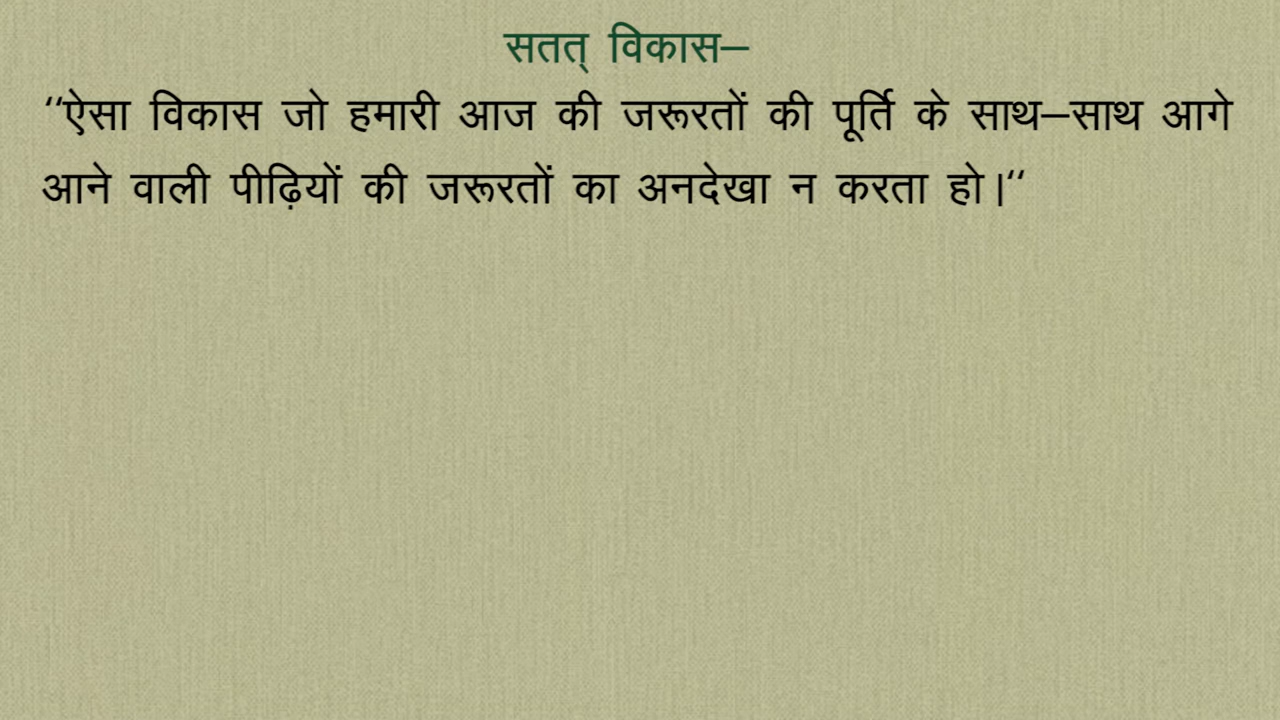 सतत् विकास–
‘‘ऐसा विकास जो हमारी आज की जरूरतों की पूर्ति के साथ–साथ आगे
आने वाली पीढ़ियों की जरूरतों का अनदेखा न करता हो।‘‘